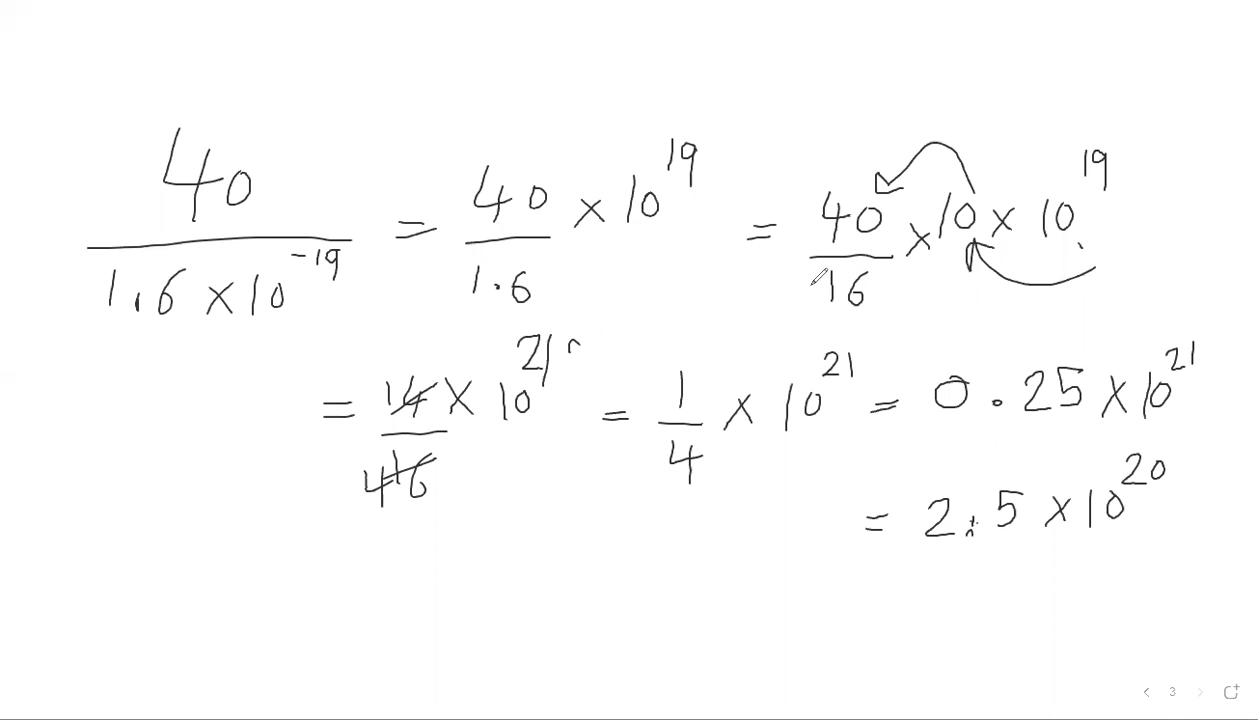 40/(1.6 × 10^-19) = 40/1.6 × 10^19 = 40/16 × 10 × 10^19
= 4/16 × 10^21 = 1/4 × 10^21 = 0.25 × 10^21
= 2.5 × 10^20
3